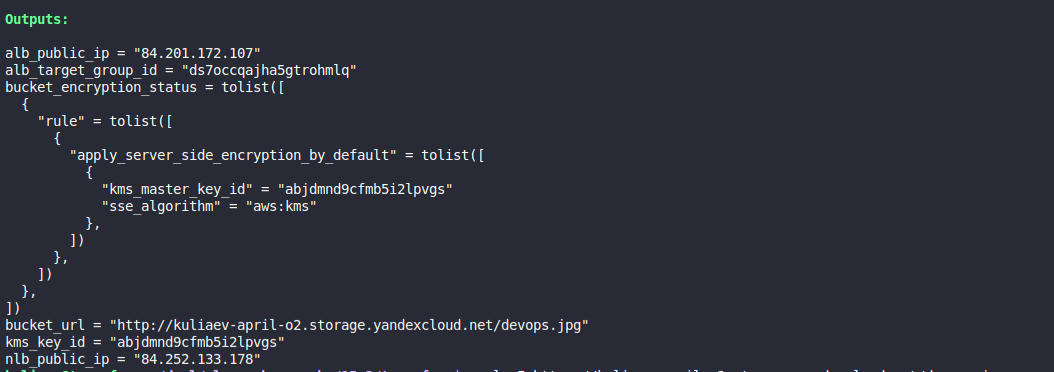 Outputs:
alb_public_ip = "84.201.172.107"
alb_target_group_id = "ds7occqajha5gtrohmlq"
bucket_encryption_status = tolist([
  {
    "rule" = tolist([
      {
        "apply_server_side_encryption_by_default" = tolist([
          {
            "kms_master_key_id" = "abjdmnd9cfmb5i2lpvgs"
            "sse_algorithm" = "aws:kms"
          },
        ])
      },
    ])
  },
])
bucket_url = "http://kuliaev-april-o2.storage.yandexcloud.net/devops.jpg"
kms_key_id = "abjdmnd9cfmb5i2lpvgs"
nlb_public_ip = "84.252.133.178"